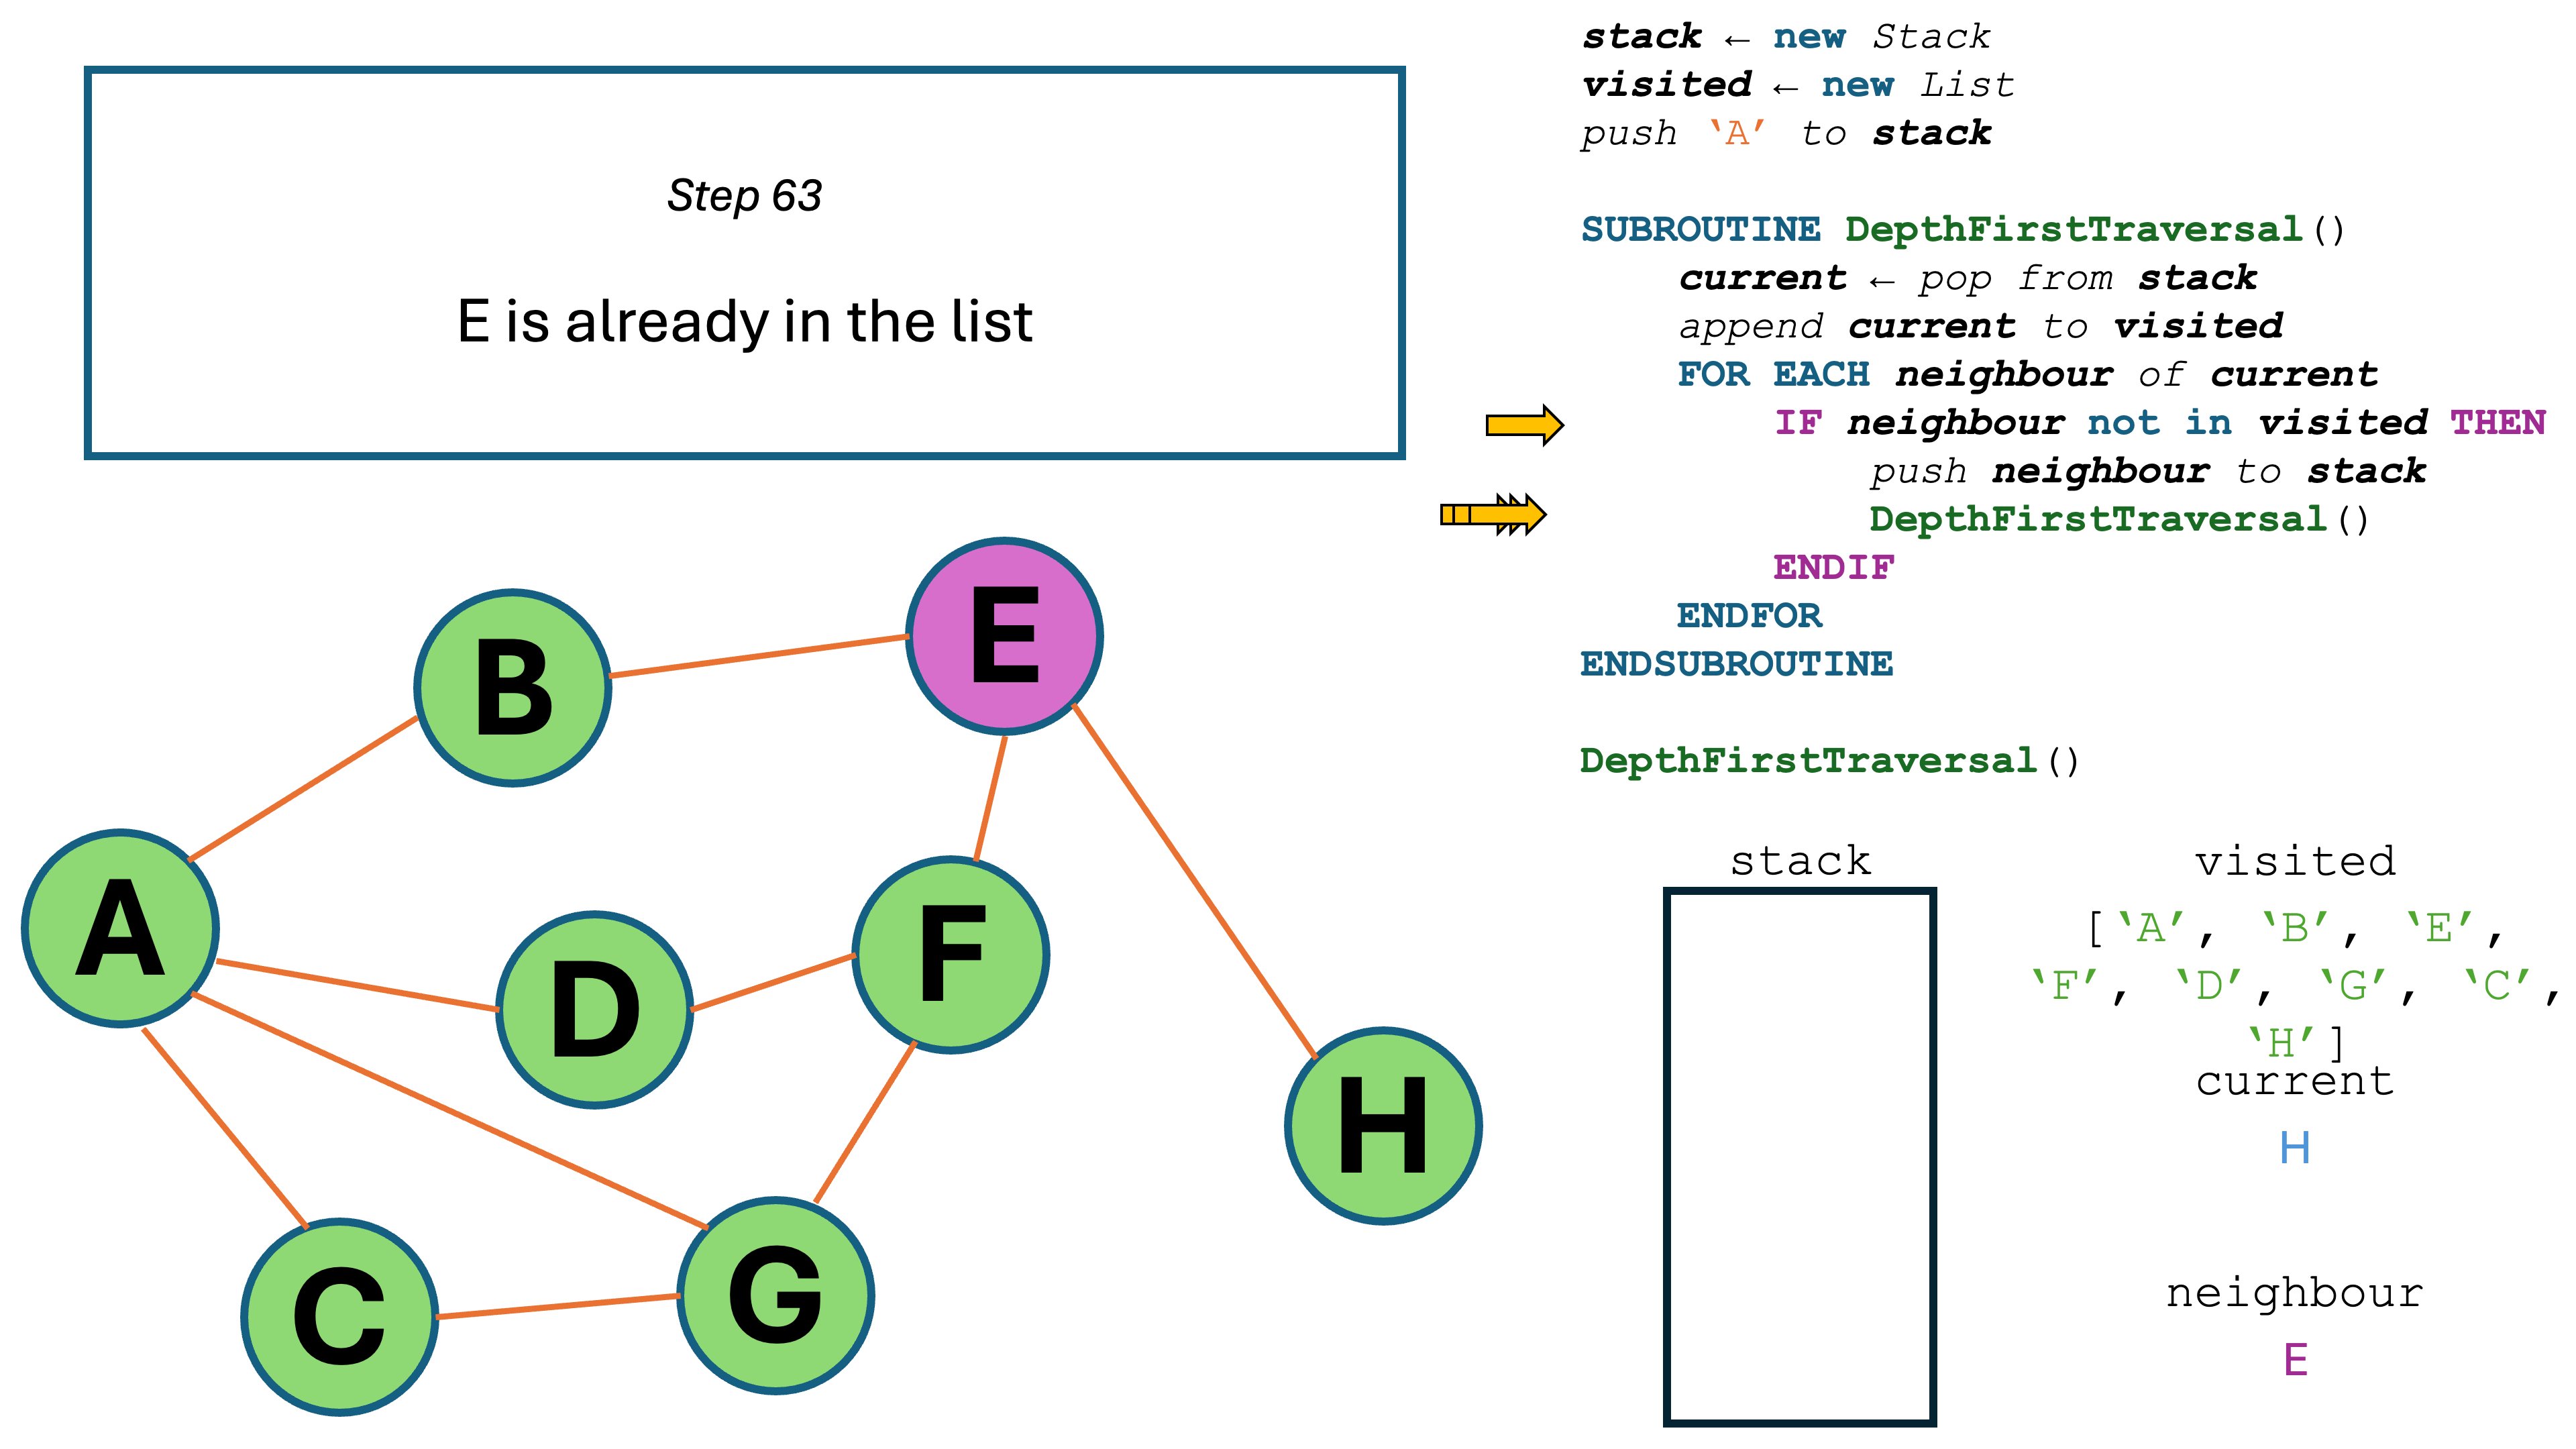 Step 63
E is already in the list
stack ← new Stack
visited ← new List
push ‘A’ to stack
SUBROUTINE DepthFirstTraversal()
current ← pop from stack
append current to visited
FOR EACH neighbour of current
IF neighbour not in visited THEN
push neighbour to stack
DepthFirstTraversal()
ENDIF
ENDFOR
ENDSUBROUTINE
DepthFirstTraversal()
B
E
A
D
F
C
G
H
stack
visited
[‘A’, ‘B’, ‘E’,
‘F’, ‘D’, ‘G’, ‘C’,
‘H’]
current
H
neighbour
E